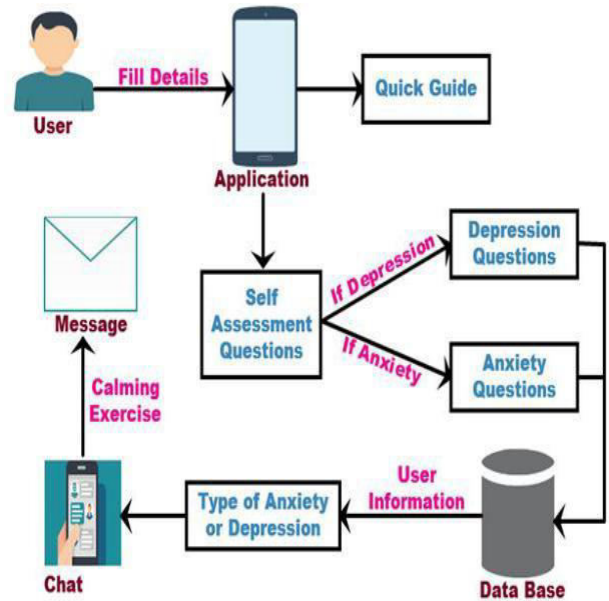 Fill Details
User
Quick Guide
Application
Depression
Questions
If Depression
Self
Assessment
Questions
Message
If Anxiety
Anxiety
Questions
Calming
Exercise
User
Information
Type of Anxiety
or Depression
Chat
Data Base